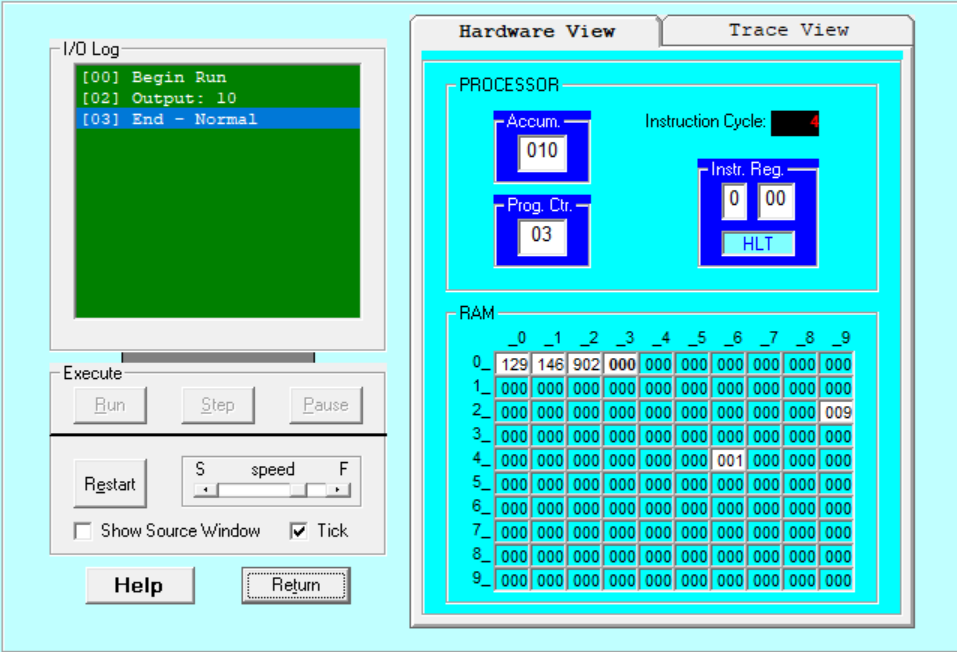 Hardware View
Trace View
I/O Log
[00] Begin Run
[02] Output: 10
[03] End - Normal
PROCESSOR
Accum.
010
Instruction Cycle: 4
Prog. Ctr.
03
Instr. Reg.
0 00
HLT
Execute
Run Step Pause
Restart
S speed F
Show Source Window Tick
Help Return
RAM
_0 _1 _2 _3 _4 _5 _6 _7 _8 _9
0_ 129 146 902 000 000 000 000 000 000 000
1_ 000 000 000 000 000 000 000 000 000 000
2_ 000 000 000 000 000 000 000 000 000 009
3_ 000 000 000 000 000 000 000 000 000 000
4_ 000 000 000 000 000 000 001 000 000 000
5_ 000 000 000 000 000 000 000 000 000 000
6_ 000 000 000 000 000 000 000 000 000 000
7_ 000 000 000 000 000 000 000 000 000 000
8_ 000 000 000 000 000 000 000 000 000 000
9_ 000 000 000 000 000 000 000 000 000 000